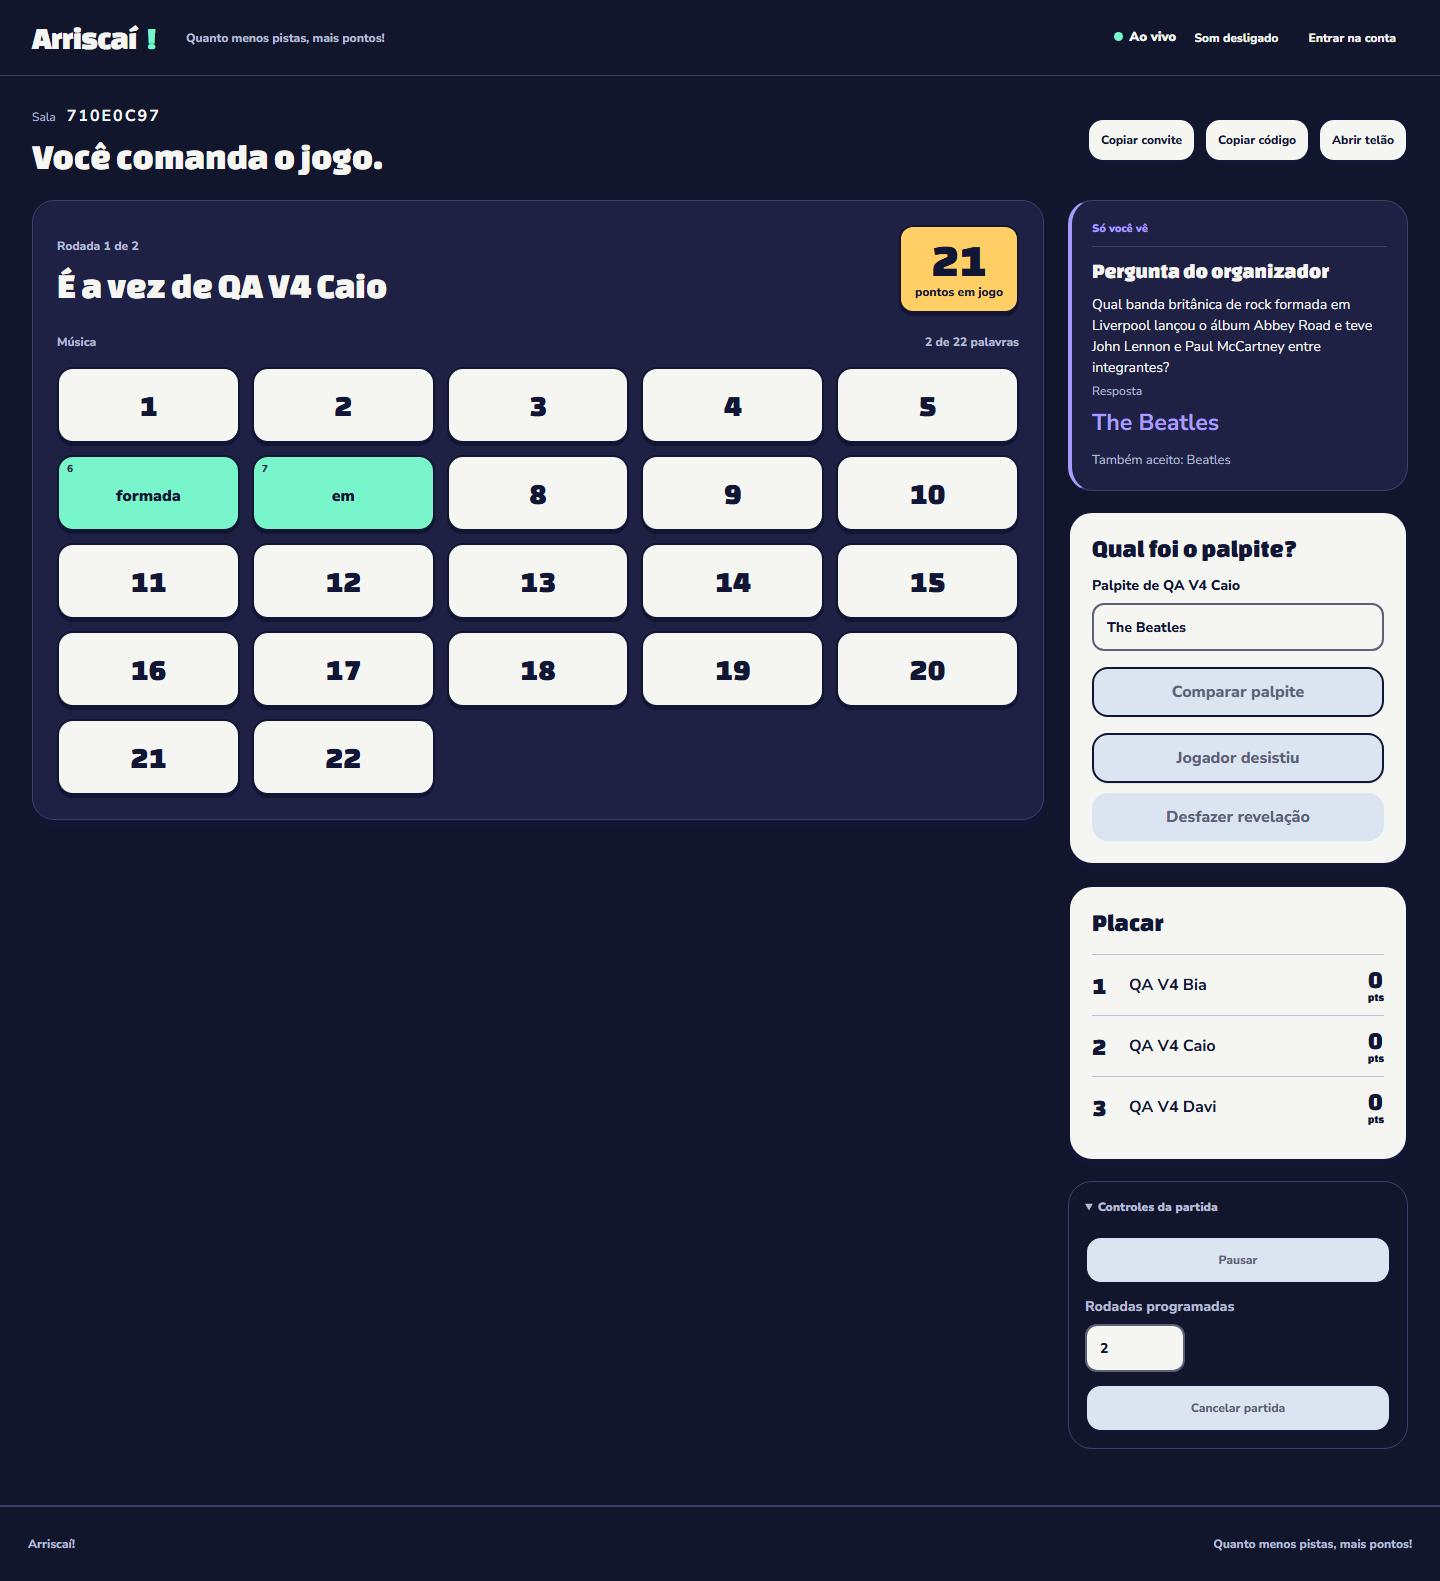 Arriscaí !
Quanto menos pistas, mais pontos!
Ao vivo
Som desligado
Entrar na conta
Sala 710E0C97
Você comanda o jogo.
Copiar convite
Copiar código
Abrir telão
Rodada 1 de 2
É a vez de QA V4 Caio
21
pontos em jogo
Música
2 de 22 palavras
1
2
3
4
5
6
formada
7
em
8
9
10
11
12
13
14
15
16
17
18
19
20
21
22
Só você vê
Pergunta do organizador
Qual banda britânica de rock formada em
Liverpool lançou o álbum Abbey Road e teve
John Lennon e Paul McCartney entre
integrantes?
Resposta
The Beatles
Também aceito: Beatles
Qual foi o palpite?
Palpite de QA V4 Caio
The Beatles
Comparar palpite
Jogador desistiu
Desfazer revelação
Placar
1 QA V4 Bia 0
pts
2 QA V4 Caio 0
pts
3 QA V4 Davi 0
pts
▼ Controles da partida
Pausar
Rodadas programadas
2
Cancelar partida
Arriscaí!
Quanto menos pistas, mais pontos!